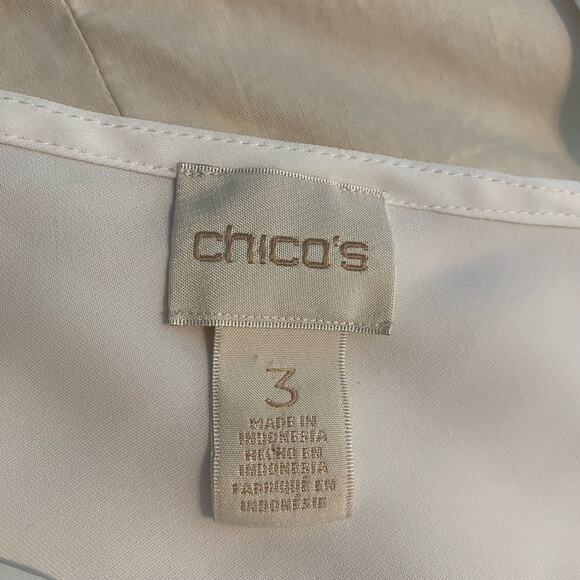 chico's
3
MADE IN
INDONESIA
HECHO EN
INDONESIA
FABRIQUÉ EN
INDONÉSIE